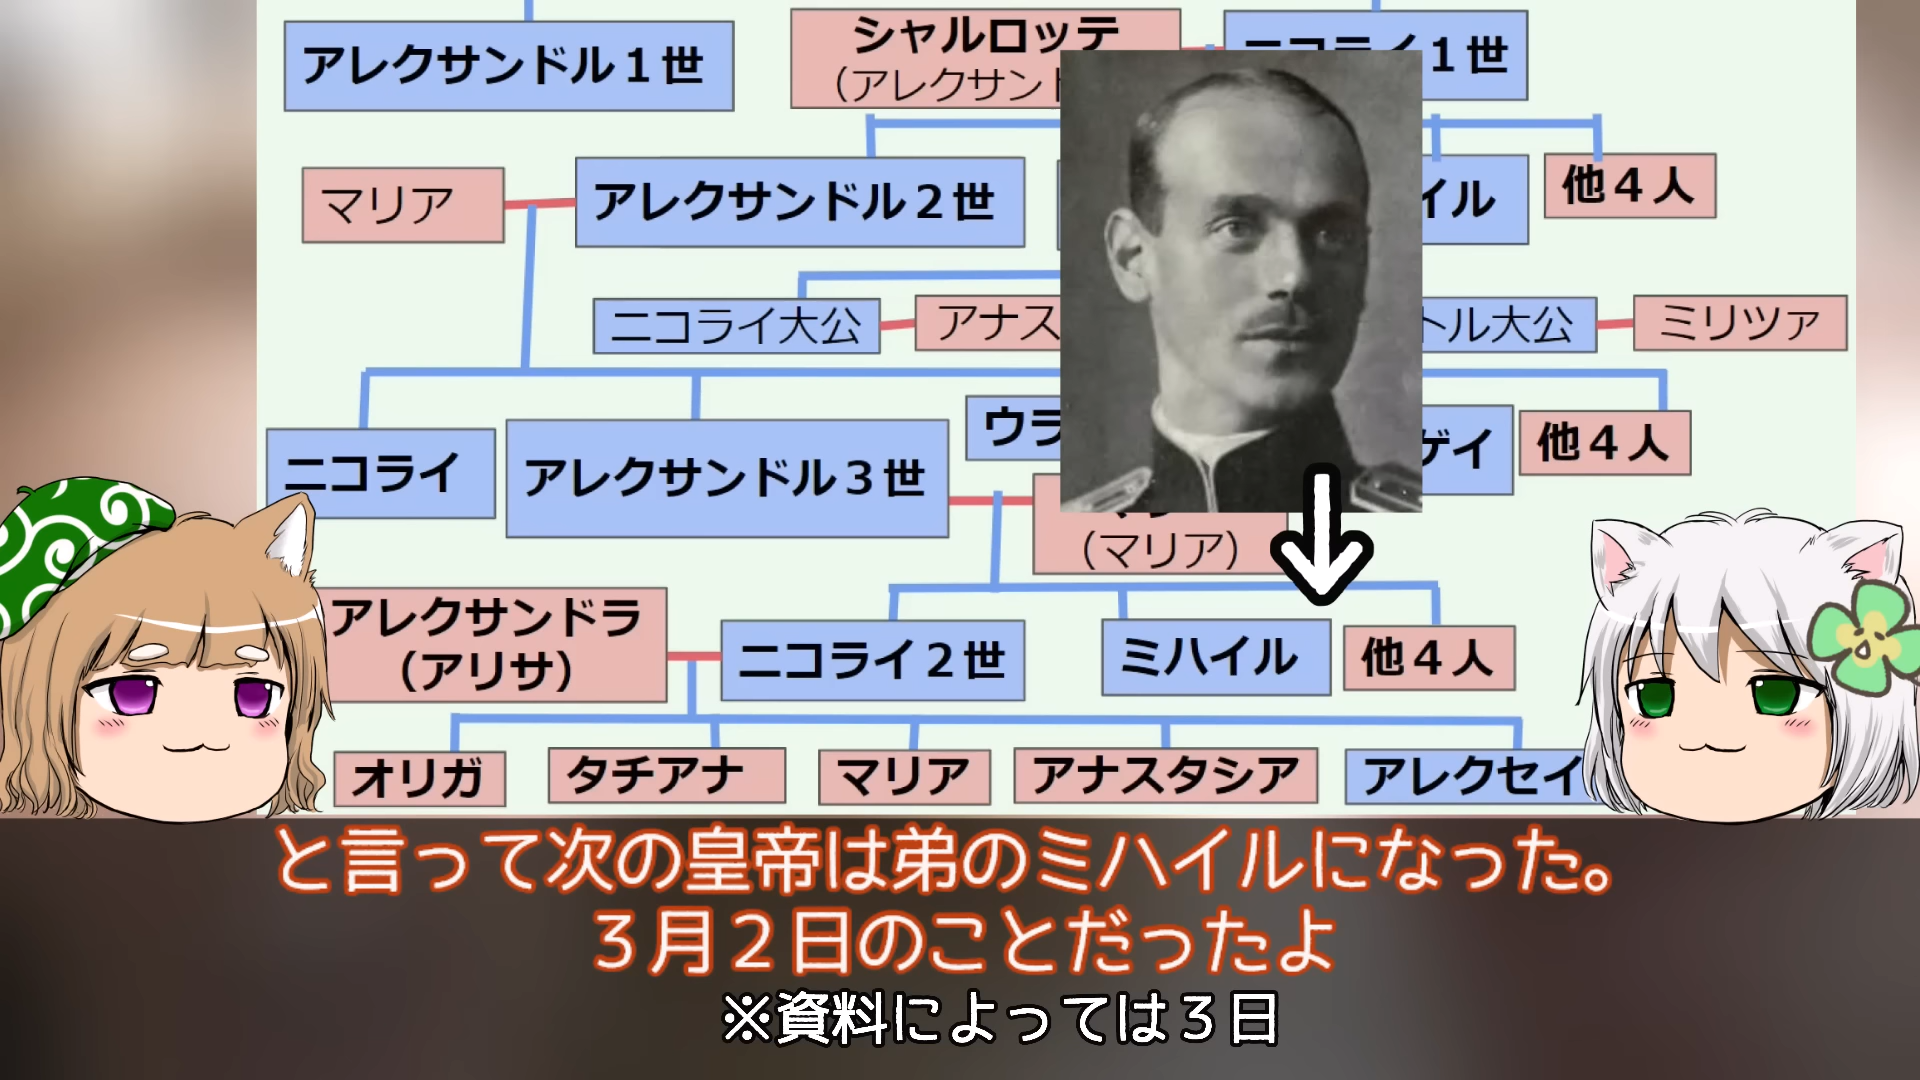 アレクサンドル１世
シャルロッテ
（アレクサンド
ニコライ１世
マリア
アレクサンドル２世
イル
他４人
ニコライ大公
アナス
トル大公
ミリツァ
ニコライ
アレクサンドル３世
ウラ
ゲイ
他４人
（マリア）
アレクサンドラ
（アリサ）
ニコライ２世
ミハイル
他４人
オリガ
タチアナ
マリア
アナスタシア
アレクセイ
と言って次の皇帝は弟のミハイルになった。
３月２日のことだったよ
※資料によっては３日